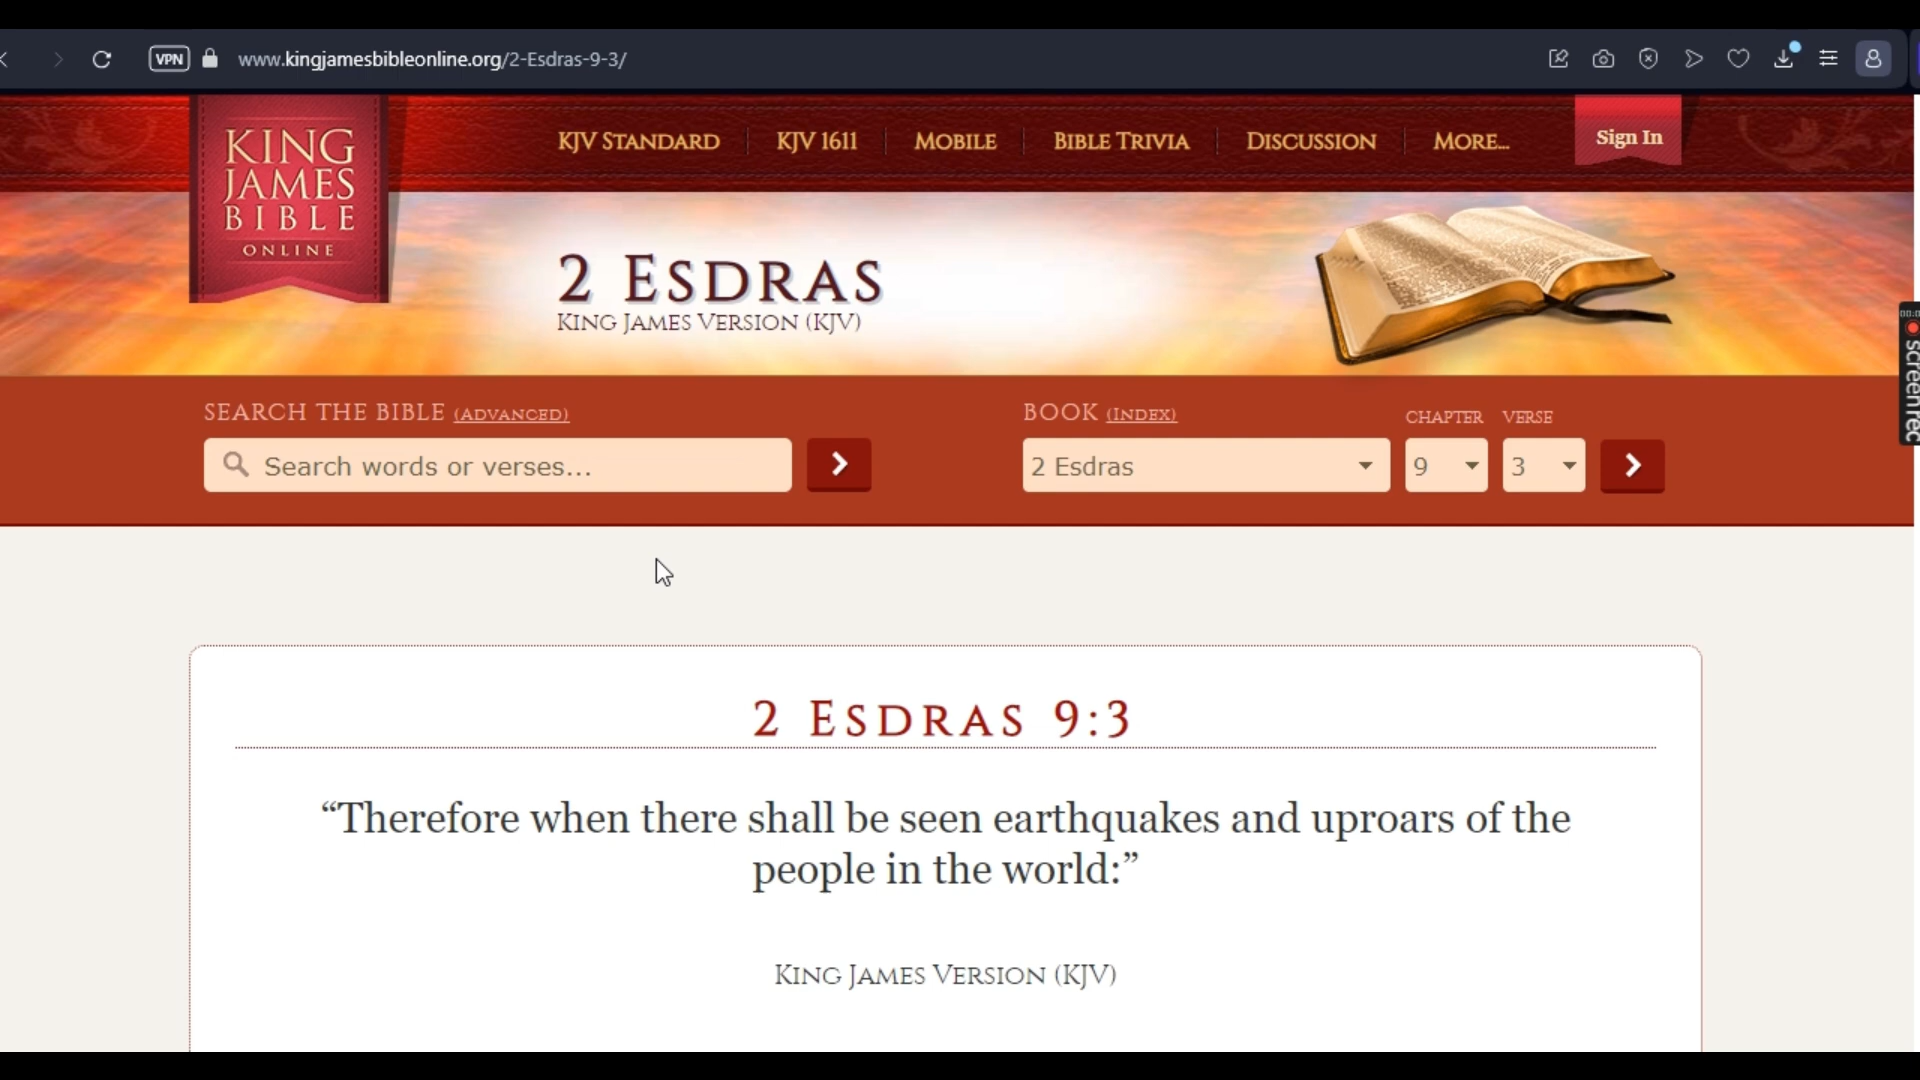 VPN
www.kingjamesbibleonline.org/2-Esdras-9-3/
KING
JAMES
BIBLE
ONLINE
KJV STANDARD
KJV 1611
MOBILE
BIBLE TRIVIA
DISCUSSION
MORE...
Sign In
2 ESDRAS
KING JAMES VERSION (KJV)
SEARCH THE BIBLE (ADVANCED)
Search words or verses...
BOOK (INDEX)
CHAPTER
VERSE
2 Esdras
9
3
screenrec
2 ESDRAS 9:3
“Therefore when there shall be seen earthquakes and uproars of the
people in the world:”
KING JAMES VERSION (KJV)